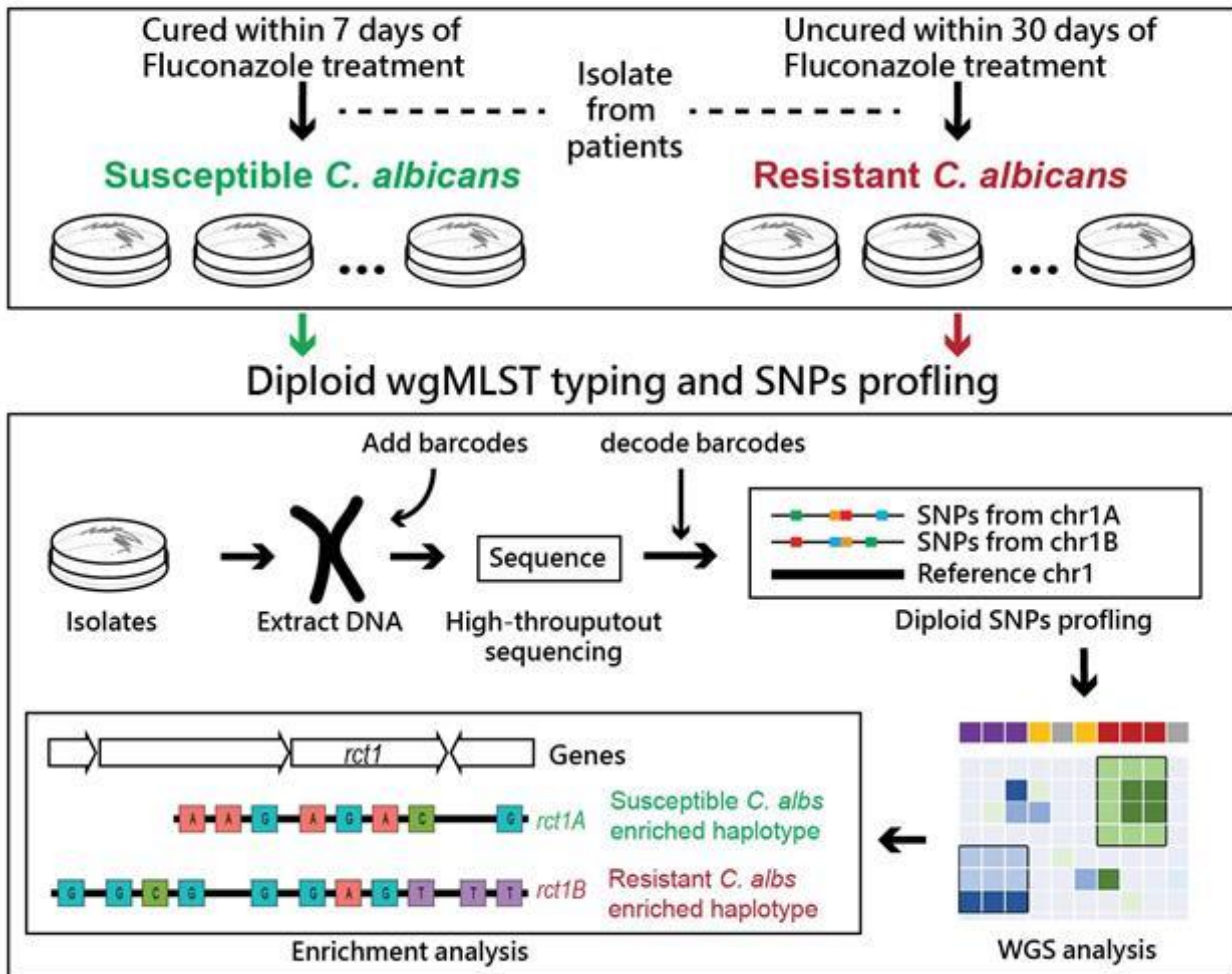 Cured within 7 days of
Fluconazole treatment
Uncured within 30 days of
Fluconazole treatment
Isolate
from
patients
Susceptible C. albicans
Resistant C. albicans
...
...
Diploid wgMLST typing and SNPs profling
Add barcodes
decode barcodes
Sequence
SNPs from chr1A
SNPs from chr1B
Reference chr1
Isolates
Extract DNA
High-throuputout
sequencing
Diploid SNPs profling
rct1
Genes
A A G A G A C G
rct1A
Susceptible C. albs
enriched haplotype
G G C G G G A G T T T
rct1B
Resistant C. albs
enriched haplotype
Enrichment analysis
WGS analysis